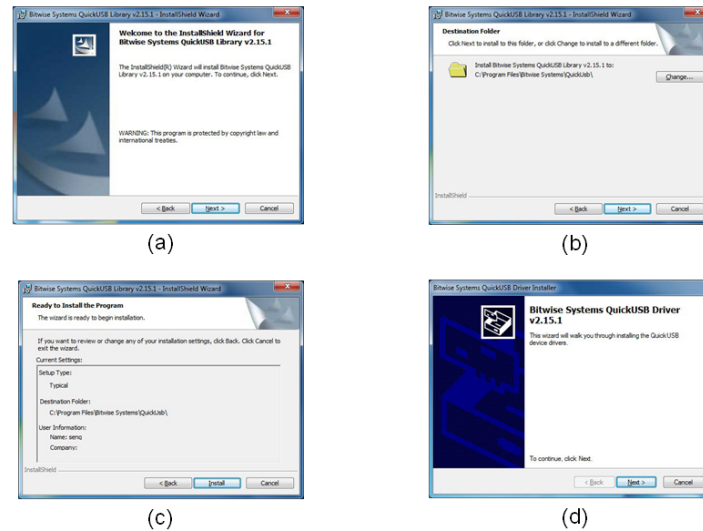 Bitwise Systems QuickUSB Library v2.15.1 - InstallShield Wizard
Welcome to the InstallShield Wizard for
Bitwise Systems QuickUSB Library v2.15.1
The InstallShield(R) Wizard will install Bitwise Systems QuickUSB
Library v2.15.1 on your computer. To continue, click Next.
WARNING: This program is protected by copyright law and
international treaties.
< Back Next > Cancel
(a)
Bitwise Systems QuickUSB Library v2.15.1 - InstallShield Wizard
Destination Folder
Click Next to install to this folder, or click Change to install to a different folder.
Install Bitwise Systems QuickUSB Library v2.15.1 to:
C:\Program Files\Bitwise Systems\QuickUsb\
Change...
InstallShield
< Back Next > Cancel
(b)
Bitwise Systems QuickUSB Library v2.15.1 - InstallShield Wizard
Ready to Install the Program
The wizard is ready to begin installation.
If you want to review or change any of your installation settings, click Back. Click Cancel to
exit the wizard.
Current Settings:
Setup Type:
Typical
Destination Folder:
C:\Program Files\Bitwise Systems\QuickUsb\
User Information:
Name: senq
Company:
InstallShield
< Back Install Cancel
(c)
Bitwise Systems QuickUSB Driver Installer
Bitwise Systems QuickUSB Driver
v2.15.1
This wizard will walk you through installing the QuickUSB
device drivers.
To continue, click Next.
< Back Next > Cancel
(d)